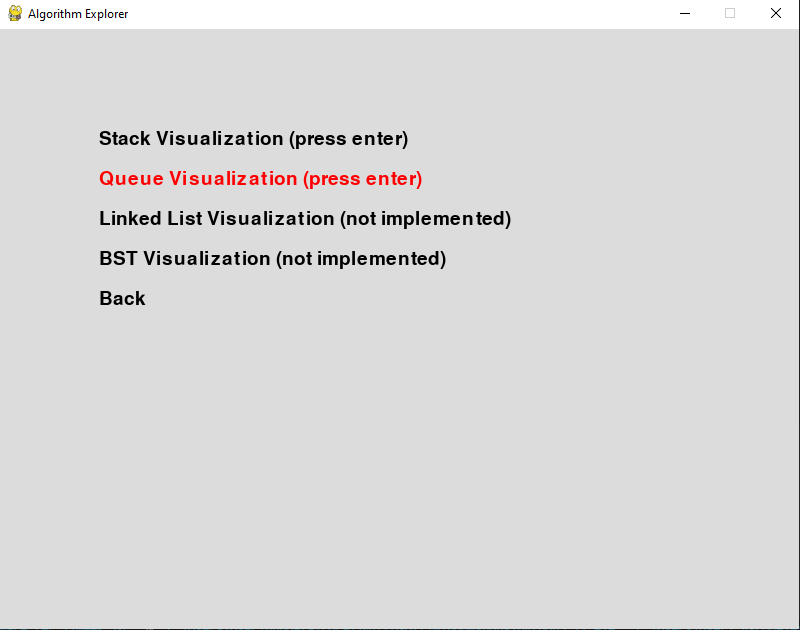 Algorithm Explorer
Stack Visualization (press enter)
Queue Visualization (press enter)
Linked List Visualization (not implemented)
BST Visualization (not implemented)
Back